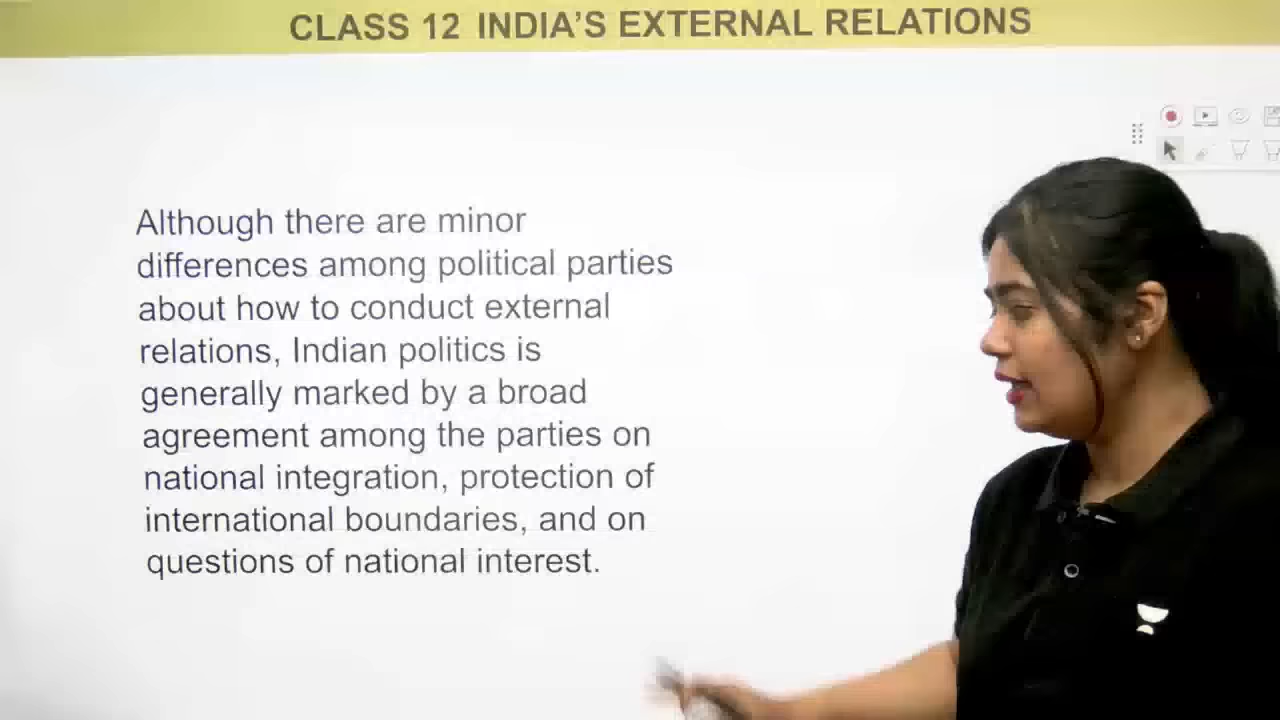 CLASS 12 INDIA'S EXTERNAL RELATIONS
Although there are minor
differences among political parties
about how to conduct external
relations, Indian politics is
generally marked by a broad
agreement among the parties on
national integration, protection of
international boundaries, and on
questions of national interest.